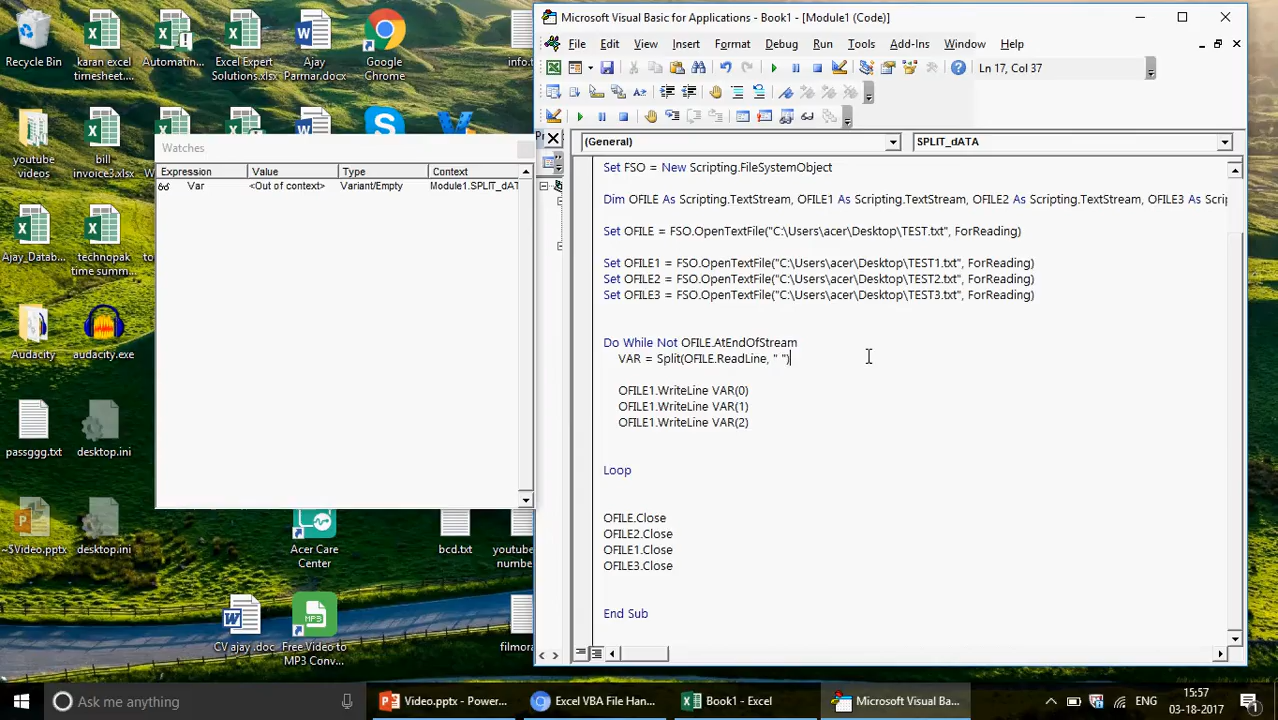 Microsoft Visual Basic for Applications - Book1 - [Module1 (Code)]
File Edit View Insert Format Debug Run Tools Add-Ins Window Help
Ln 17, Col 37
(General)
SPLIT_dATA
Set FSO = New Scripting.FileSystemObject
Dim OFILE As Scripting.TextStream, OFILE1 As Scripting.TextStream, OFILE2 As Scripting.TextStream, OFILE3 As Scrip
Set OFILE = FSO.OpenTextFile("C:\Users\acer\Desktop\TEST.txt", ForReading)
Set OFILE1 = FSO.OpenTextFile("C:\Users\acer\Desktop\TEST1.txt", ForReading)
Set OFILE2 = FSO.OpenTextFile("C:\Users\acer\Desktop\TEST2.txt", ForReading)
Set OFILE3 = FSO.OpenTextFile("C:\Users\acer\Desktop\TEST3.txt", ForReading)
Do While Not OFILE.AtEndOfStream
VAR = Split(OFILE.ReadLine, " ")
OFILE1.WriteLine VAR(0)
OFILE1.WriteLine VAR(1)
OFILE1.WriteLine VAR(2)
Loop
OFILE.Close
OFILE2.Close
OFILE1.Close
OFILE3.Close
End Sub
Watches
Expression Value Type Context
Var <Out of context> Variant/Empty Module1.SPLIT_dAT
Recycle Bin
karan excel
timesheet....
Automatin...
Excel Expert
Solutions.xlsx
Ajay
Parmar.docx
Google
Chrome
info.t
youtube
videos
bill
invoice3.xlsx
Ajay_Datab...
technopak
time summ...
to
Audacity
audacity.exe
passggg.txt
desktop.ini
~$Video.pptx
desktop.ini
Acer Care
Center
bcd.txt
youtube
number
CV ajay .doc
Free Video to
MP3 Conv...
MP3
filmora
Ask me anything
Video.pptx - Power...
Excel VBA File Han...
Book1 - Excel
Microsoft Visual Ba...
ENG
15:57
03-18-2017
1